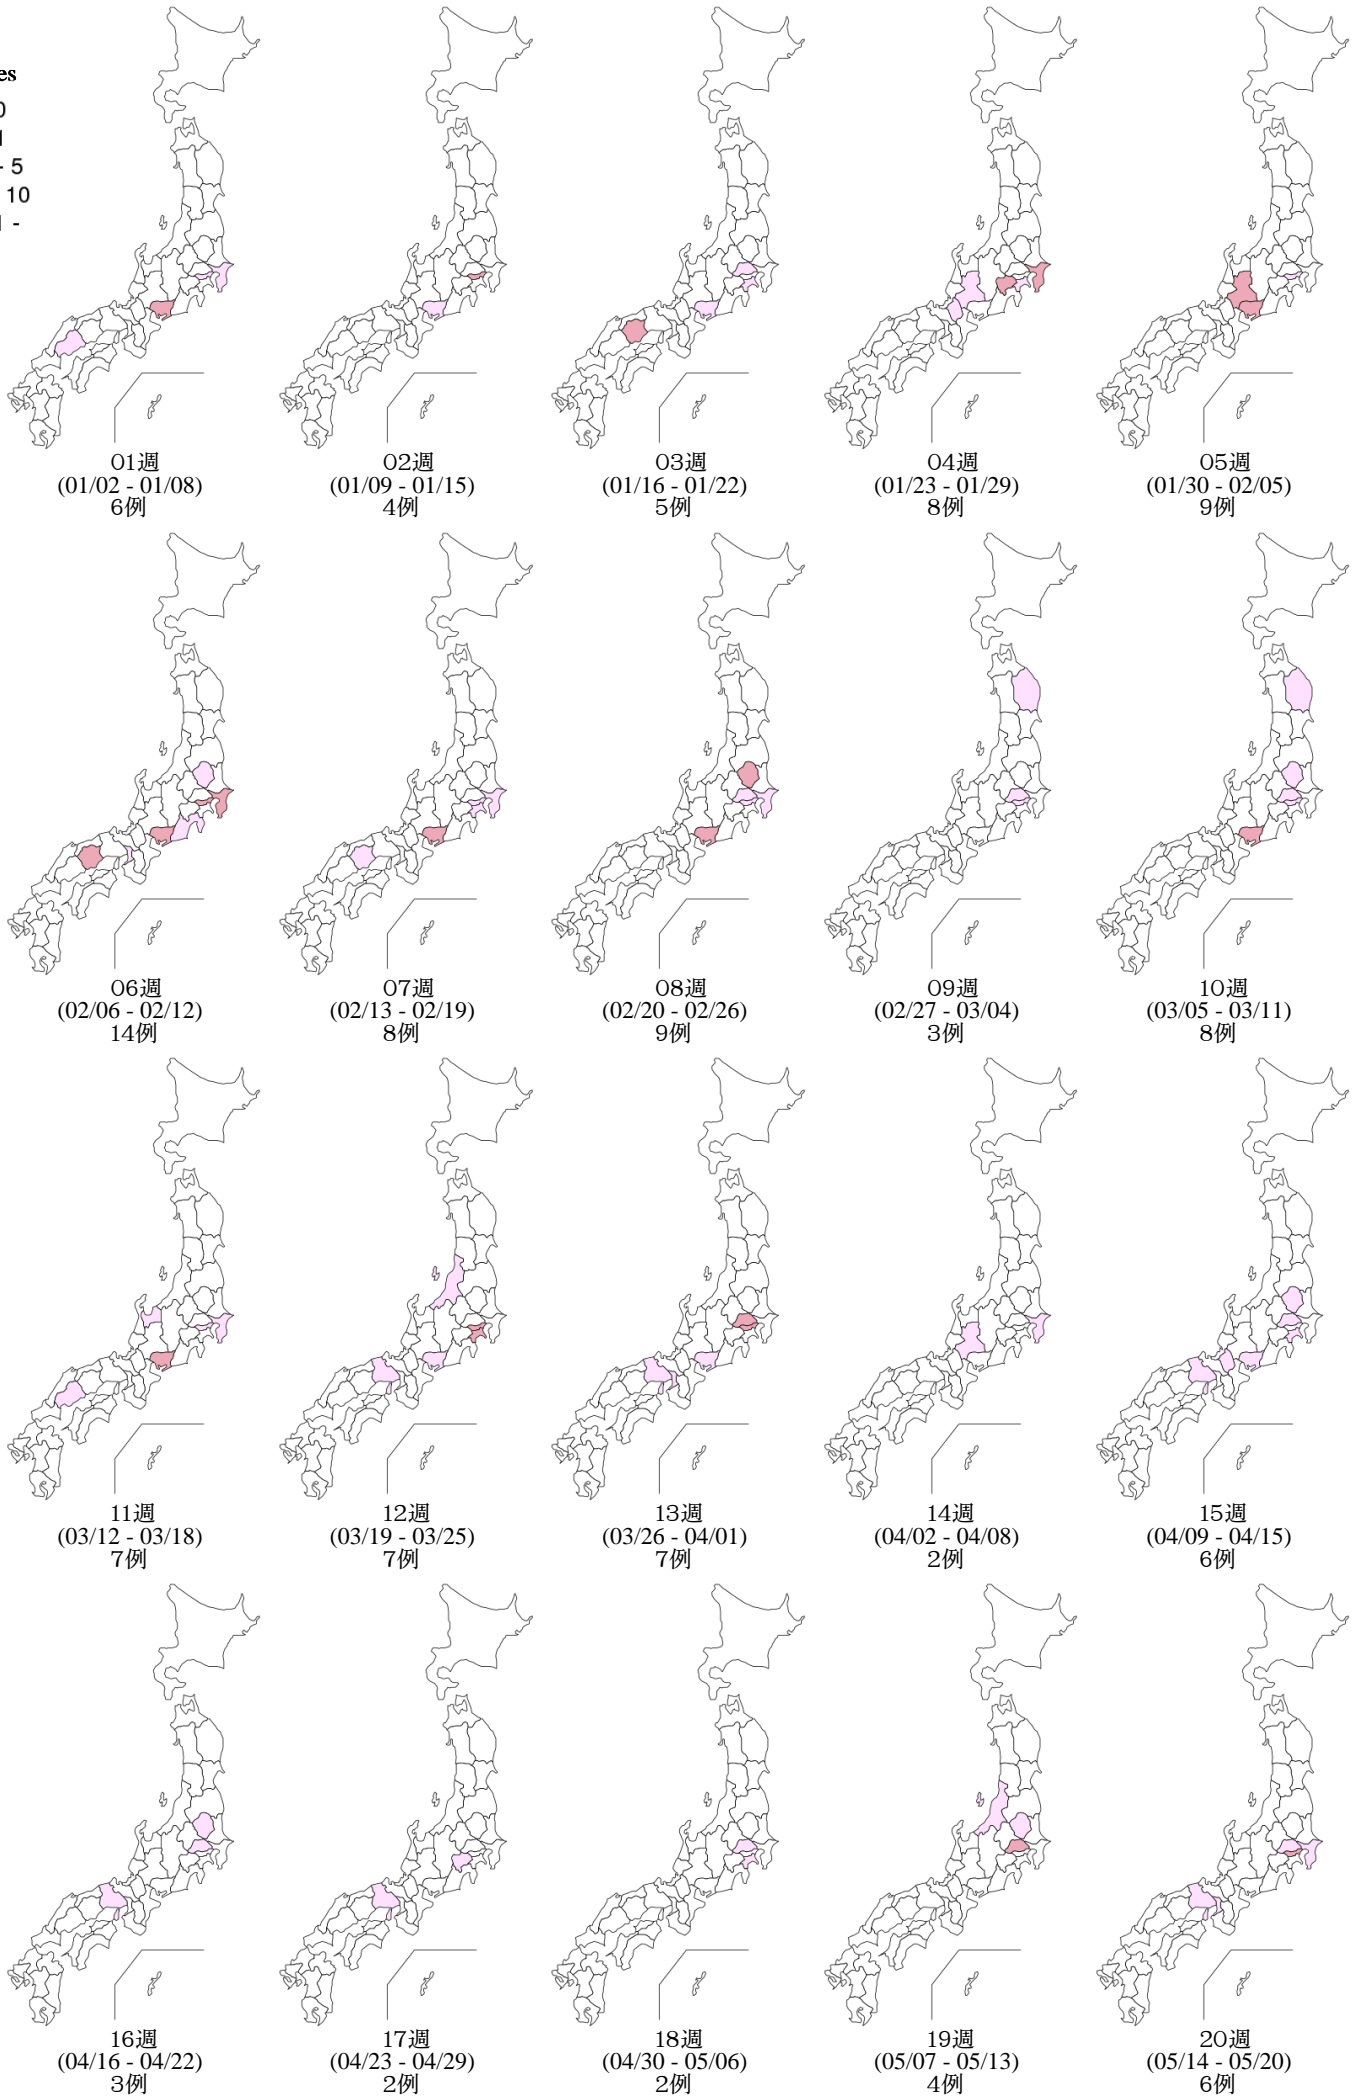 es
0
1
- 5
10
1 -
01週
(01/02 - 01/08)
6例
02週
(01/09 - 01/15)
4例
03週
(01/16 - 01/22)
5例
04週
(01/23 - 01/29)
8例
05週
(01/30 - 02/05)
9例
06週
(02/06 - 02/12)
14例
07週
(02/13 - 02/19)
8例
08週
(02/20 - 02/26)
9例
09週
(02/27 - 03/04)
3例
10週
(03/05 - 03/11)
8例
11週
(03/12 - 03/18)
7例
12週
(03/19 - 03/25)
7例
13週
(03/26 - 04/01)
7例
14週
(04/02 - 04/08)
2例
15週
(04/09 - 04/15)
6例
16週
(04/16 - 04/22)
3例
17週
(04/23 - 04/29)
2例
18週
(04/30 - 05/06)
2例
19週
(05/07 - 05/13)
4例
20週
(05/14 - 05/20)
6例